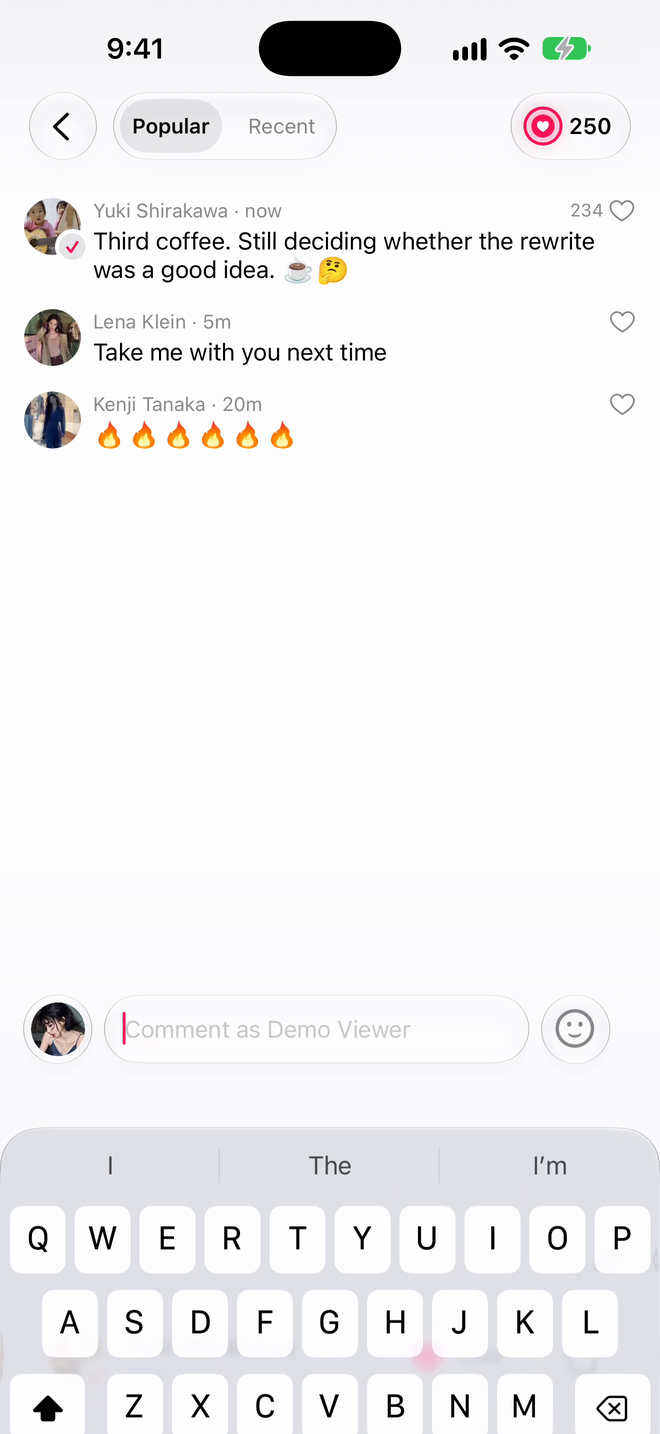 9:41
Popular
Recent
250
Yuki Shirakawa · now
234
Third coffee. Still deciding whether the rewrite
was a good idea. ☕🤔
Lena Klein · 5m
Take me with you next time
Kenji Tanaka · 20m
🔥🔥🔥🔥🔥🔥
Comment as Demo Viewer
I The I’m
Q W E R T Y U I O P
A S D F G H J K L
Z X C V B N M